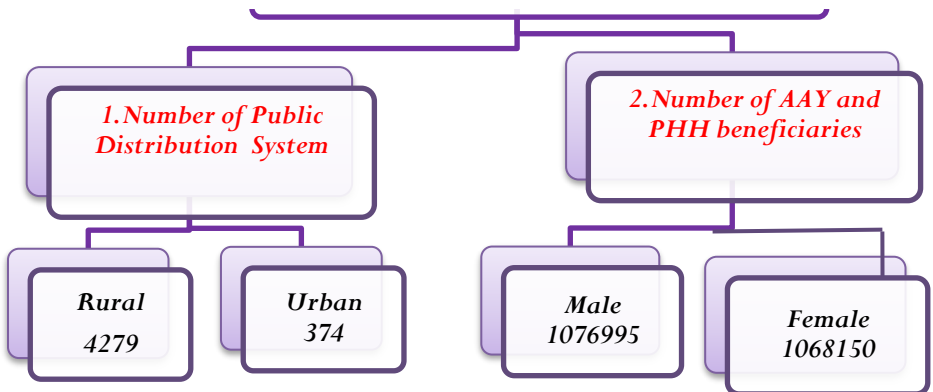 1.Number of Public
Distribution System
2.Number of AAY and
PHH beneficiaries
Rural
4279
Urban
374
Male
1076995
Female
1068150